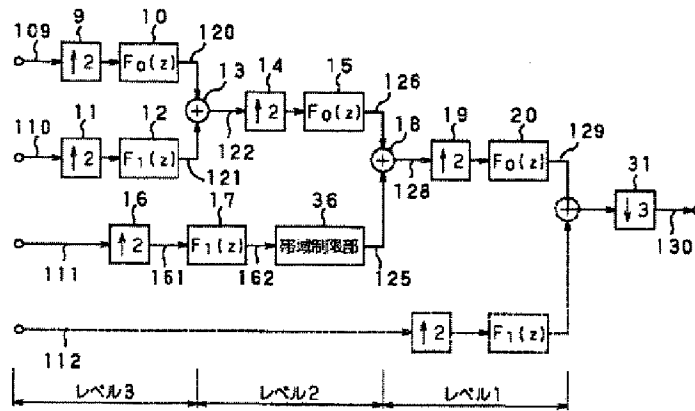 9 10 120
109 ↑2 F₀(z) 13 14 15 126
11 12 + ↑2 F₀(z) 18 19 20 129
110 ↑2 F₁(z) 121 122 + 128 ↑2 F₀(z) 31
16 17 36 + ↓3 130
111 ↑2 161 F₁(z) 162 帯域制限部 125
112 ↑2 F₁(z)
レベル3 レベル2 レベル1